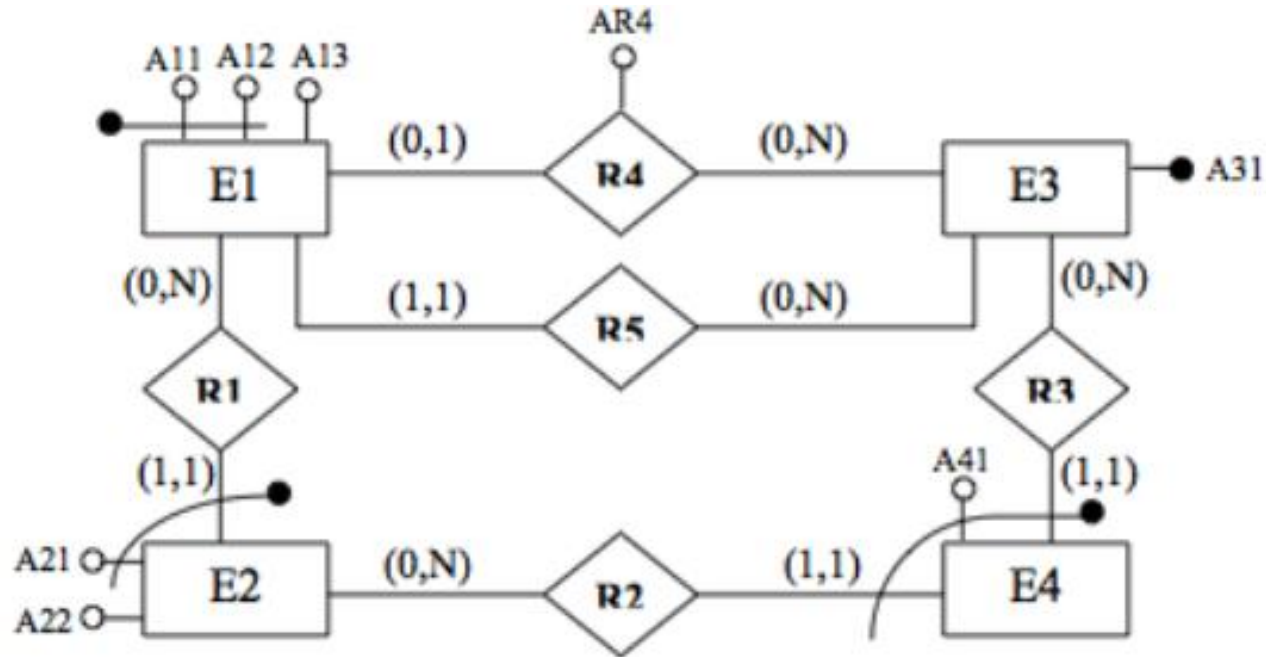 AR4
A11 A12 A13
(0,1) (0,N)
E1 R4 E3 A31
(0,N) (1,1) (0,N) (0,N)
R5
R1 R3
(1,1) A41 (1,1)
A21 E2 (0,N) (1,1) E4
R2
A22